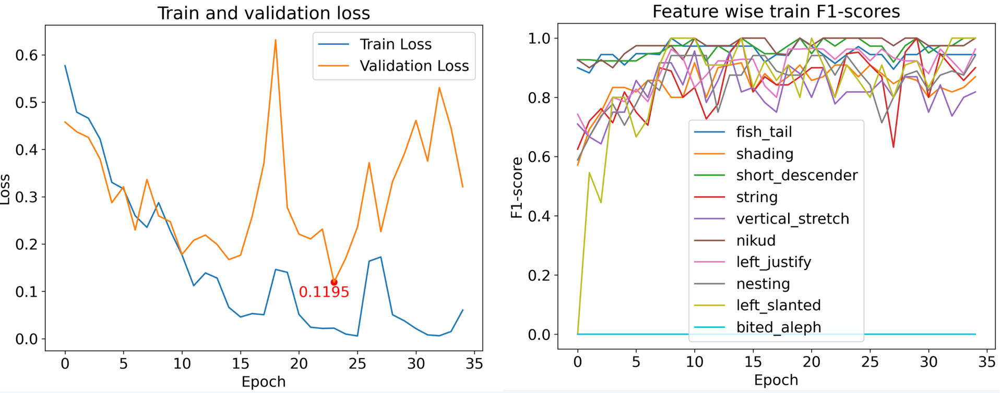 Train and validation loss
Train Loss
Validation Loss
0.6
0.5
0.4
0.3
0.2
0.1
0.0
Loss
0.1195
0 5 10 15 20 25 30 35
Epoch
Feature wise train F1-scores
1.0
0.8
0.6
0.4
0.2
0.0
F1-score
fish_tail
shading
short_descender
string
vertical_stretch
nikud
left_justify
nesting
left_slanted
bited_aleph
0 5 10 15 20 25 30 35
Epoch